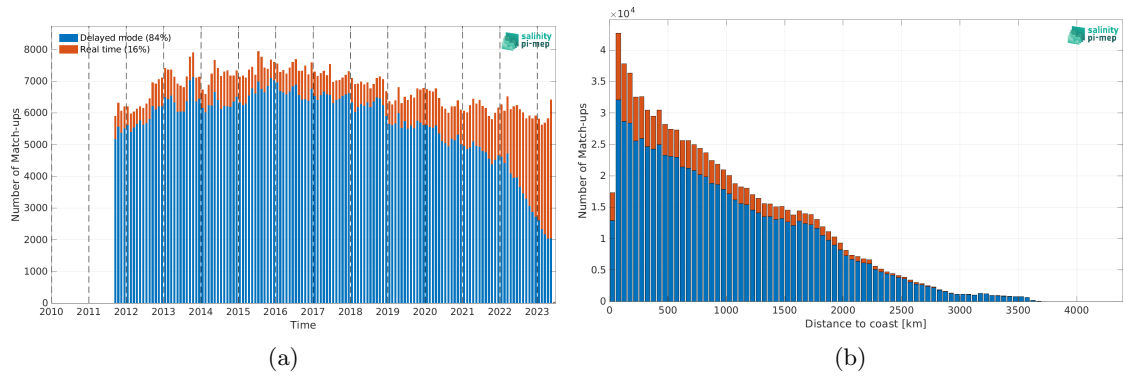 Delayed mode (84%)
Real time (16%)
salinity
pi-mep
Number of Match-ups
8000
7000
6000
5000
4000
3000
2000
1000
0
2010 2011 2012 2013 2014 2015 2016 2017 2018 2019 2020 2021 2022 2023
Time
(a)
×10⁴
salinity
pi-mep
Number of Match-ups
4
3.5
3
2.5
2
1.5
1
0.5
0
0 500 1000 1500 2000 2500 3000 3500 4000
Distance to coast [km]
(b)